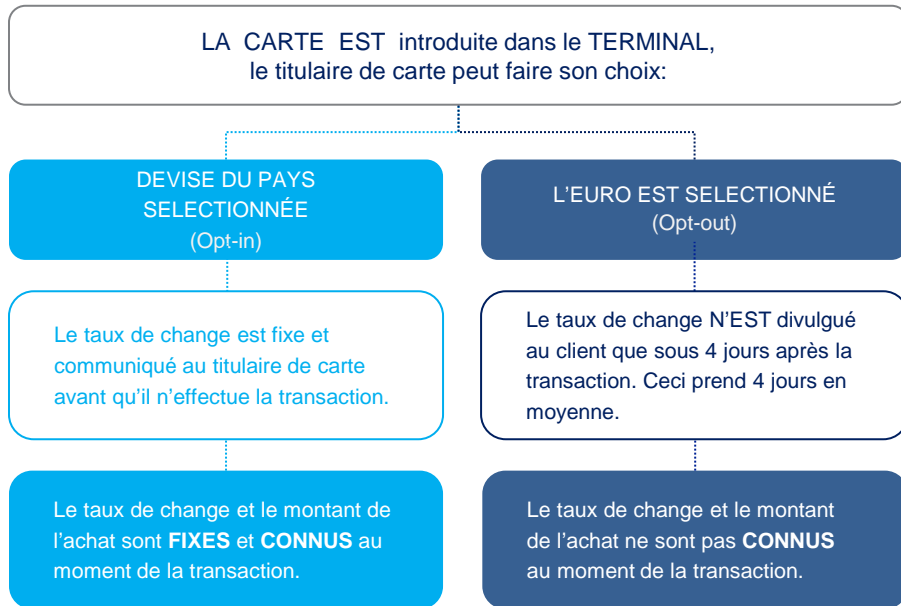 LA CARTE EST introduite dans le TERMINAL,
le titulaire de carte peut faire son choix:
DEVISE DU PAYS
SELECTIONNÉE
(Opt-in)
L’EURO EST SELECTIONNÉ
(Opt-out)
Le taux de change est fixe et
communiqué au titulaire de carte
avant qu’il n’effectue la transaction.
Le taux de change N’EST divulgué
au client que sous 4 jours après la
transaction. Ceci prend 4 jours en
moyenne.
Le taux de change et le montant de
l’achat sont FIXES et CONNUS au
moment de la transaction.
Le taux de change et le montant
de l’achat ne sont pas CONNUS
au moment de la transaction.